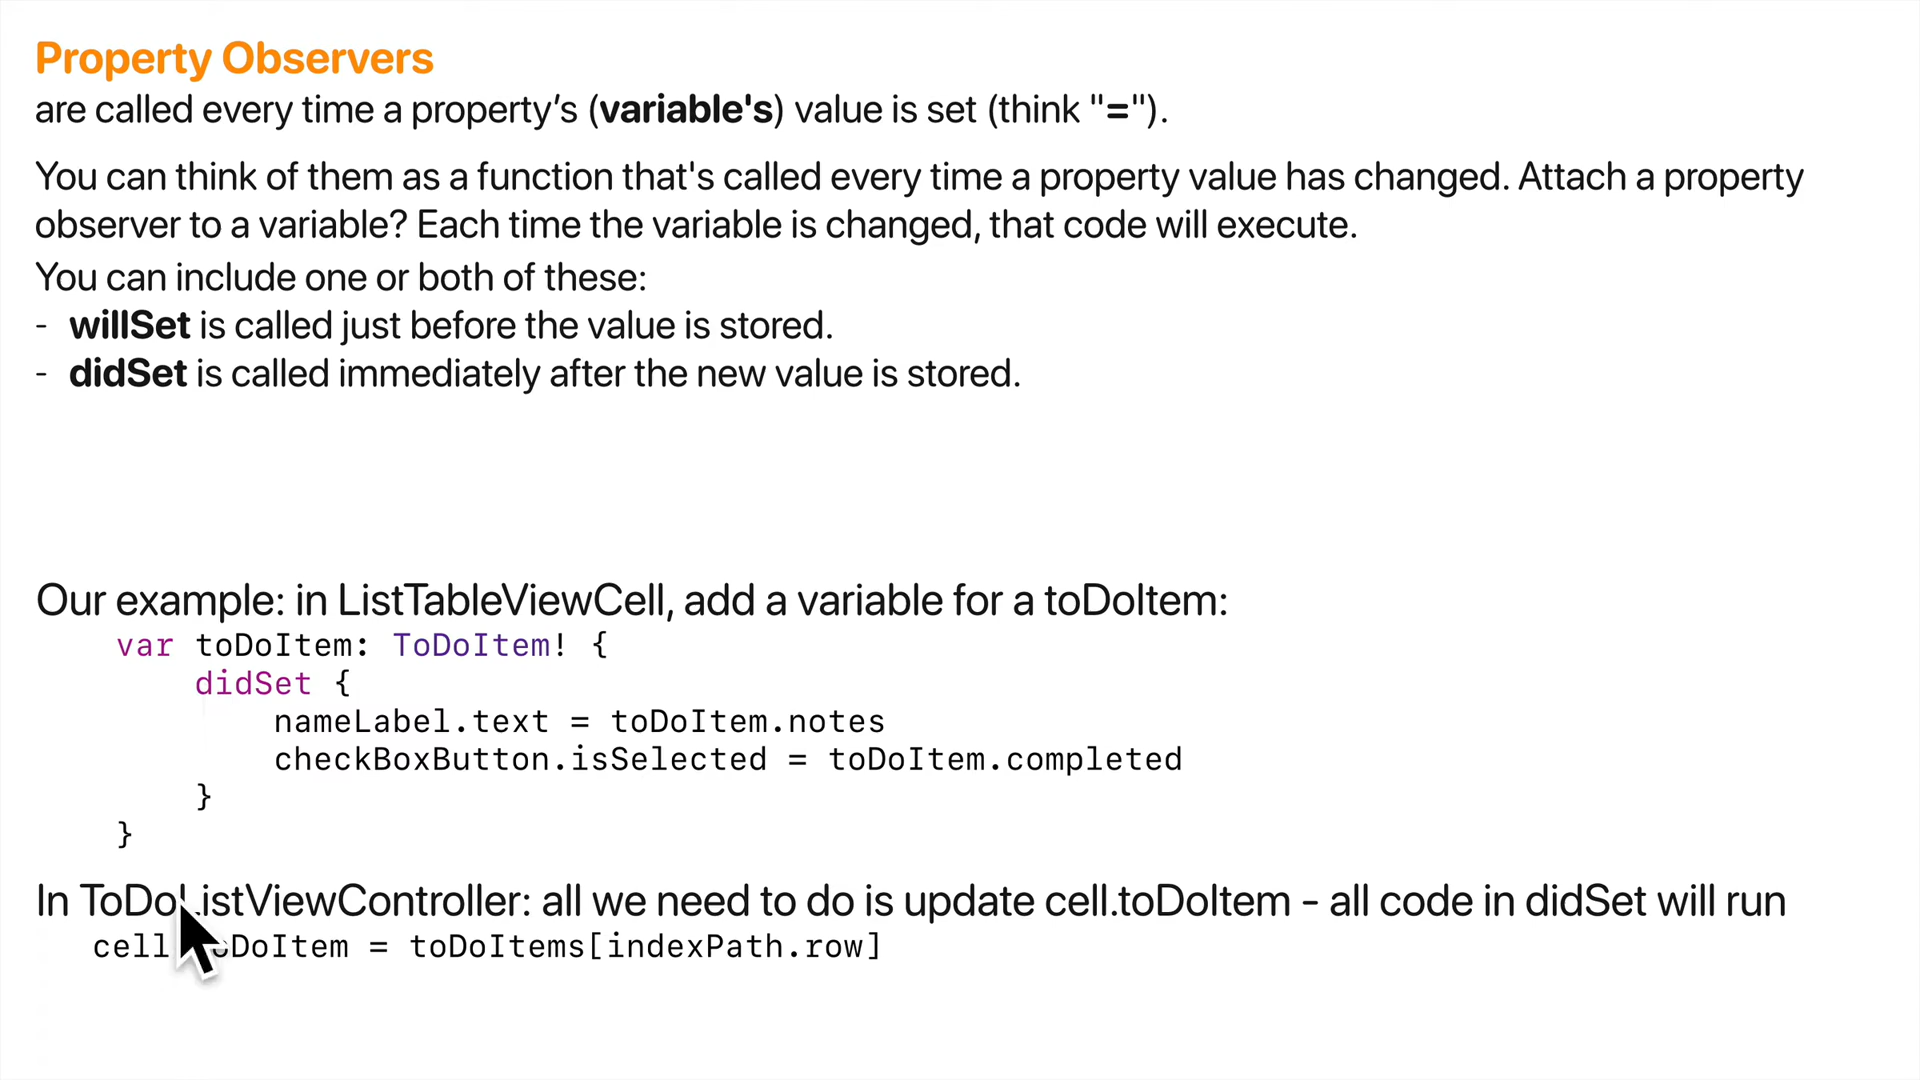 Property Observers
are called every time a property’s (variable's) value is set (think "=").
You can think of them as a function that's called every time a property value has changed. Attach a property
observer to a variable? Each time the variable is changed, that code will execute.
You can include one or both of these:
- willSet is called just before the value is stored.
- didSet is called immediately after the new value is stored.
Our example: in ListTableViewCell, add a variable for a toDoItem:
var toDoItem: ToDoItem! {
didSet {
nameLabel.text = toDoItem.notes
checkBoxButton.isSelected = toDoItem.completed
}
}
In ToDoListViewController: all we need to do is update cell.toDoItem - all code in didSet will run
cell.toDoItem = toDoItems[indexPath.row]